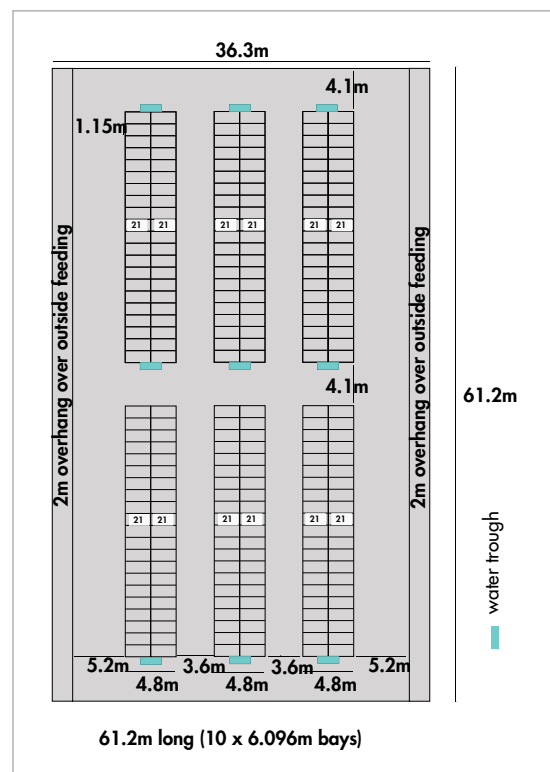 36.3m
4.1m
1.15m
21 21 21 21 21 21
2m overhang over outside feeding
2m overhang over outside feeding
4.1m
61.2m
21 21 21 21 21 21
water trough
5.2m 3.6m 3.6m 5.2m
4.8m 4.8m 4.8m
61.2m long (10 x 6.096m bays)